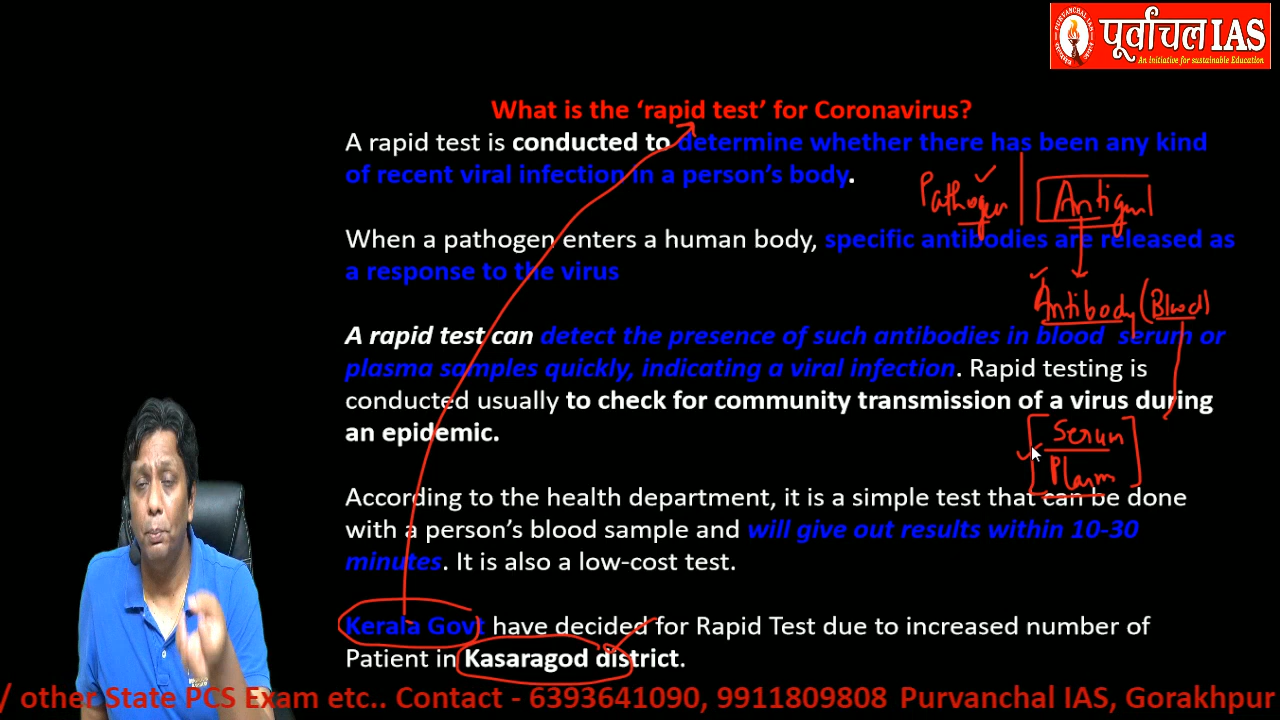 पूर्वांचल IAS
An Initiative for sustainable Education
What is the ‘rapid test’ for Coronavirus?
A rapid test is conducted to determine whether there has been any kind
of recent viral infection in a person’s body.
Pathogen | Antigen
When a pathogen enters a human body, specific antibodies are released as
a response to the virus
Antibody (Blood)
A rapid test can detect the presence of such antibodies in blood serum or
plasma samples quickly, indicating a viral infection. Rapid testing is
conducted usually to check for community transmission of a virus during
an epidemic.
Serum
Plasm
According to the health department, it is a simple test that can be done
with a person’s blood sample and will give out results within 10-30
minutes. It is also a low-cost test.
Kerala Govt have decided for Rapid Test due to increased number of
Patient in Kasaragod district.
/ other State PCS Exam etc.. Contact - 6393641090, 9911809808 Purvanchal IAS, Gorakhpur